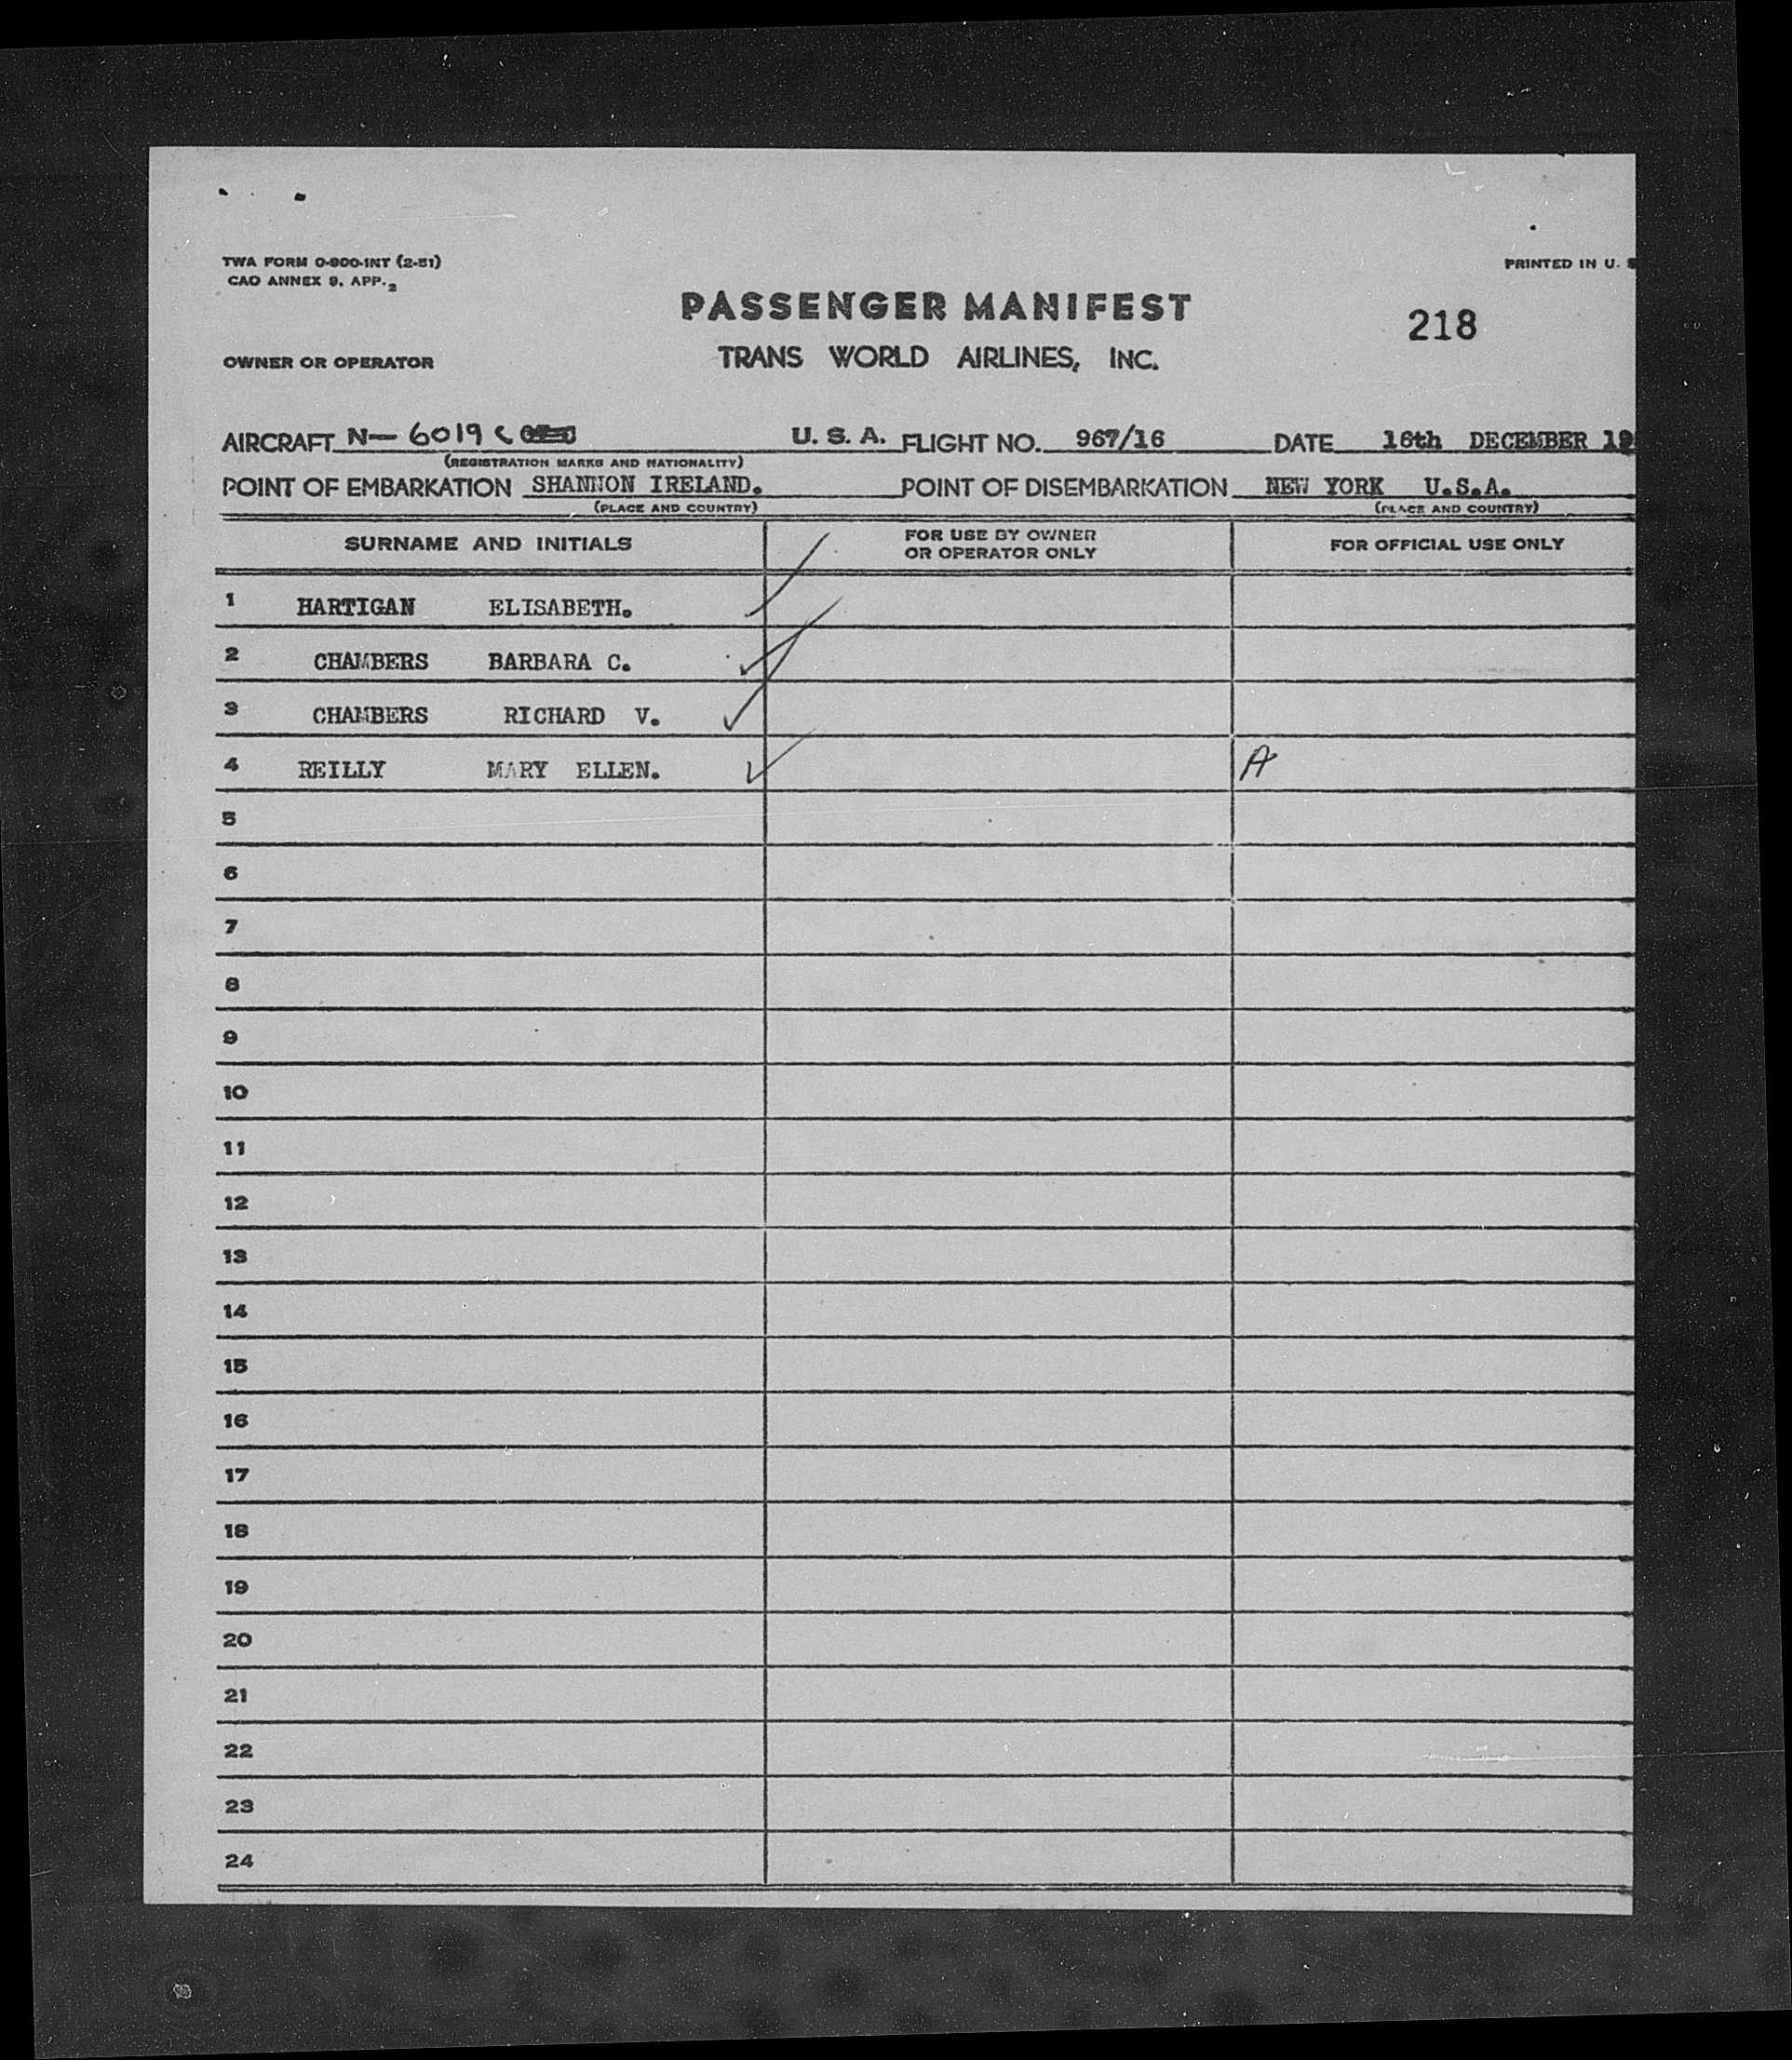 TWA FORM O-800-INT (2-51)
PRINTED IN U.
CAO ANNEX 9, APP. 2
PASSENGER MANIFEST
218
OWNER OR OPERATOR
TRANS WORLD AIRLINES, INC.
AIRCRAFT N- 6019 C U. S. A. FLIGHT NO. 967/16 DATE 16th DECEMBER 19
(REGISTRATION MARKS AND NATIONALITY)
POINT OF EMBARKATION SHANNON IRELAND. POINT OF DISEMBARKATION NEW YORK U.S.A.
(PLACE AND COUNTRY) (PLACE AND COUNTRY)
SURNAME AND INITIALS FOR USE BY OWNER OR OPERATOR ONLY FOR OFFICIAL USE ONLY
1 HARTIGAN ELISABETH.
2 CHAMBERS BARBARA C.
3 CHAMBERS RICHARD V.
4 REILLY MARY ELLEN. A
5
6
7
8
9
10
11
12
13
14
15
16
17
18
19
20
21
22
23
24